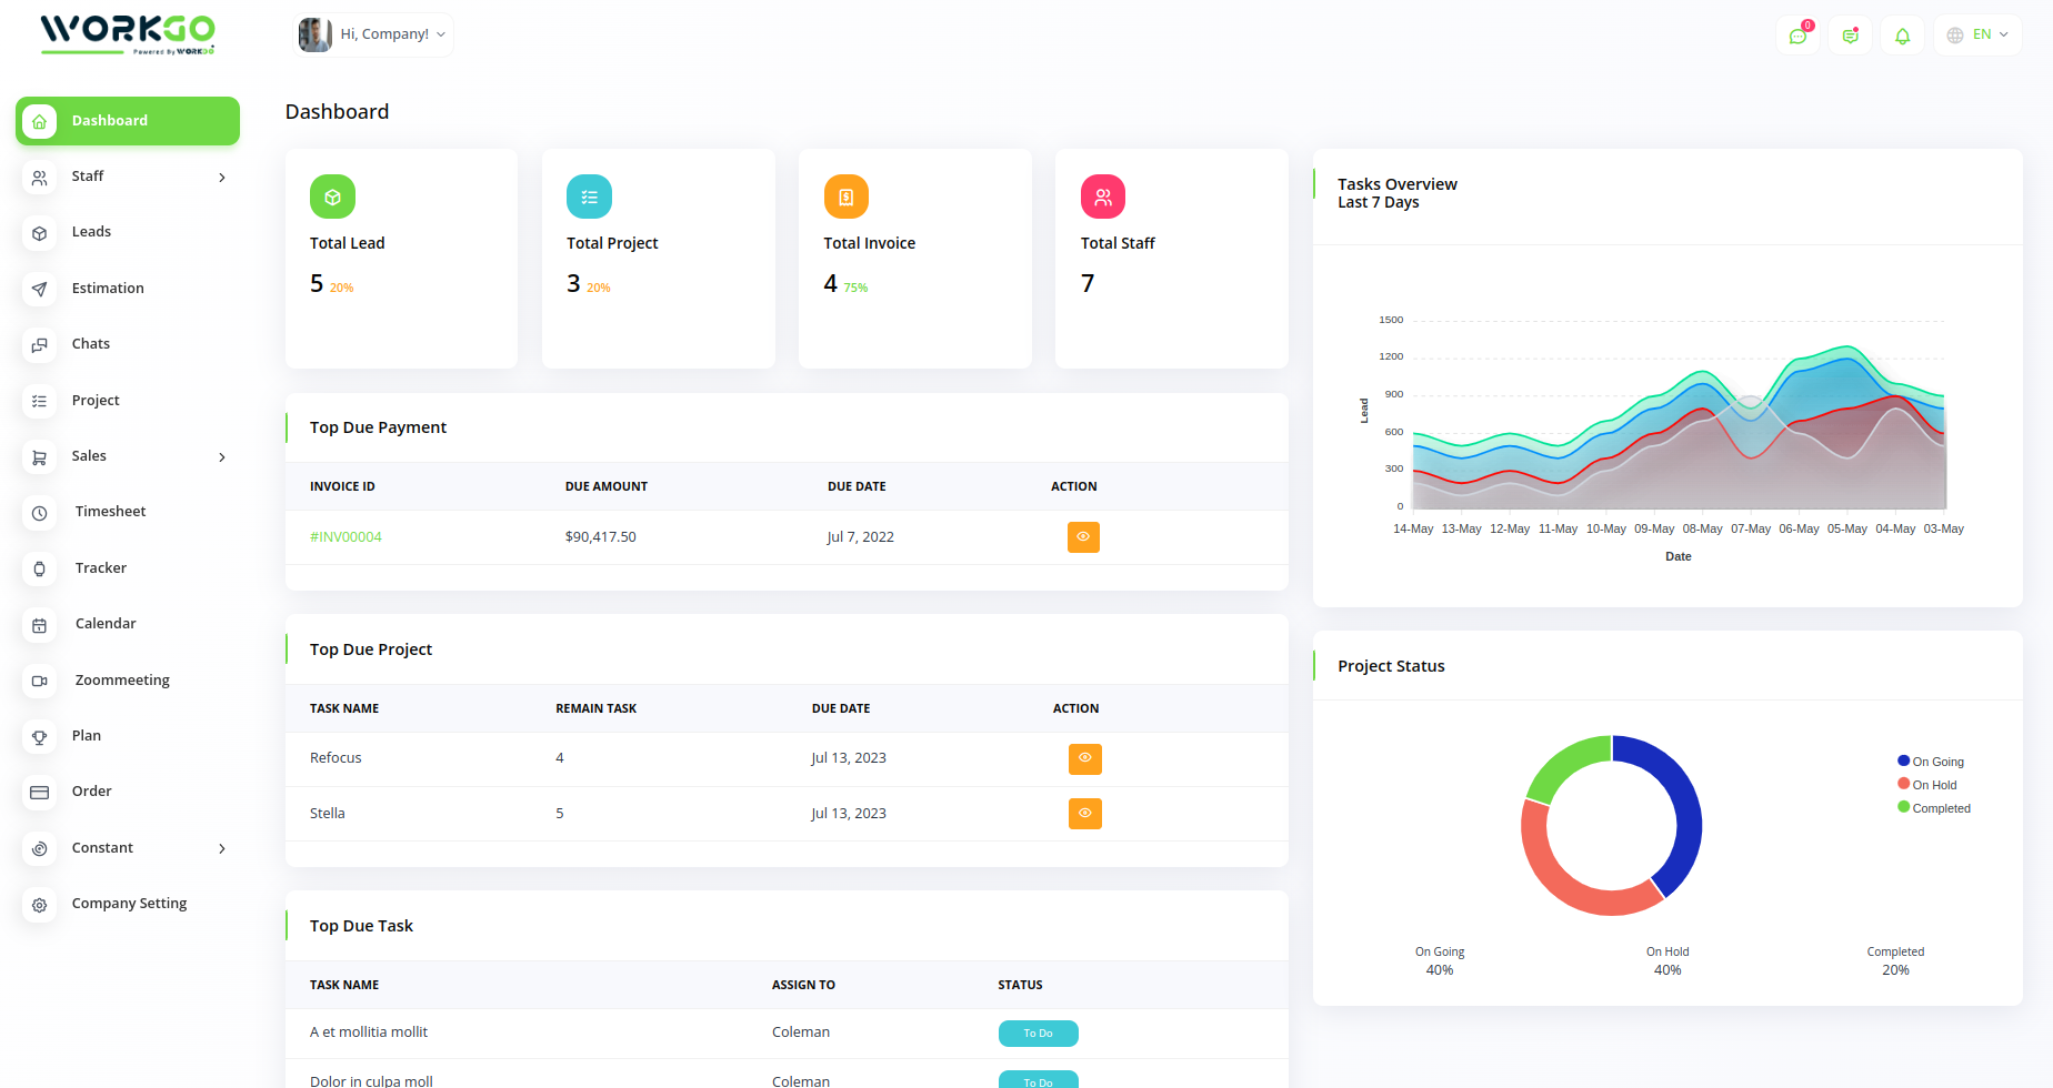 WORKGO
Powered By WORKGO
Hi, Company!
0
EN
Dashboard
Staff
Leads
Estimation
Chats
Project
Sales
Timesheet
Tracker
Calendar
Zoommeeting
Plan
Order
Constant
Company Setting
Dashboard
Total Lead
5 20%
Total Project
3 20%
Total Invoice
4 75%
Total Staff
7
Top Due Payment
INVOICE ID DUE AMOUNT DUE DATE ACTION
#INV00004 $90,417.50 Jul 7, 2022
Top Due Project
TASK NAME REMAIN TASK DUE DATE ACTION
Refocus 4 Jul 13, 2023
Stella 5 Jul 13, 2023
Top Due Task
TASK NAME ASSIGN TO STATUS
A et mollitia mollit Coleman To Do
Dolor in culpa moll Coleman To Do
Tasks Overview
Last 7 Days
1500
1200
900
600
300
0
Lead
14-May 13-May 12-May 11-May 10-May 09-May 08-May 07-May 06-May 05-May 04-May 03-May
Date
Project Status
On Going
On Hold
Completed
On Going On Hold Completed
40% 40% 20%